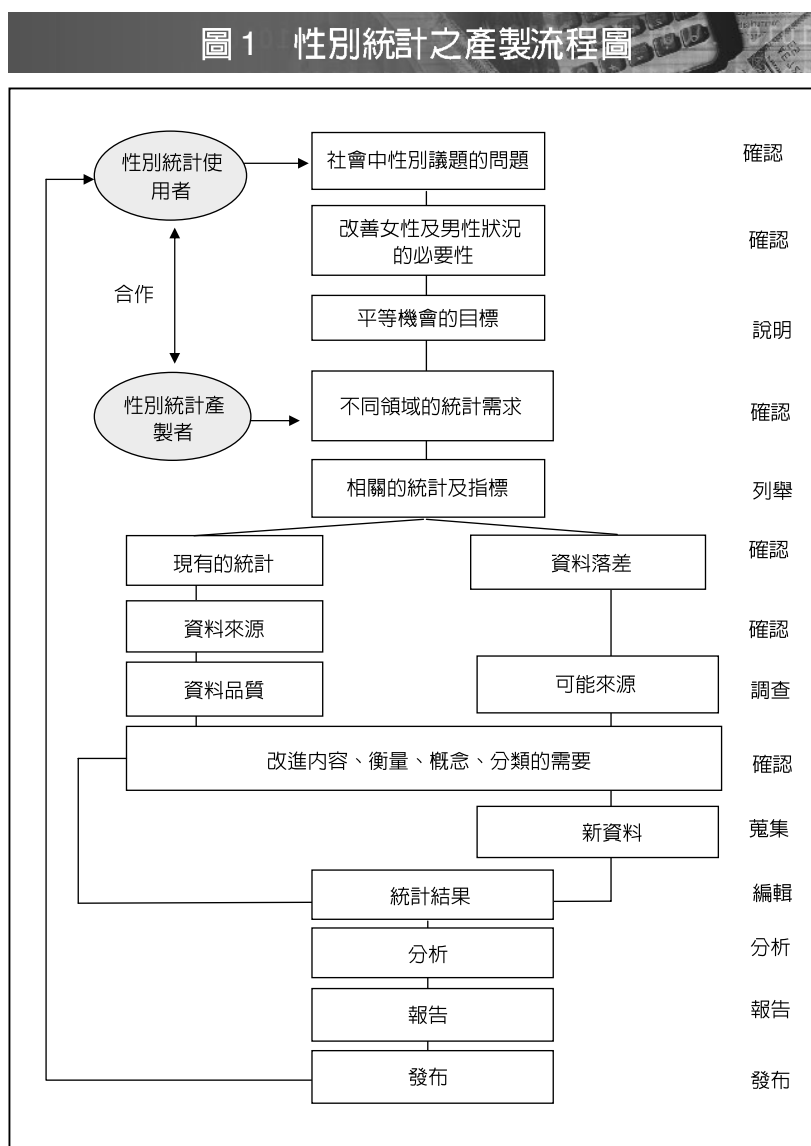 圖1 性別統計之產製流程圖
性別統計使
用者
社會中性別議題的問題
確認
改善女性及男性狀況
的必要性
確認
合作
平等機會的目標
說明
性別統計產
製者
不同領域的統計需求
確認
相關的統計及指標
列舉
現有的統計
資料落差
確認
資料來源
確認
資料品質
可能來源
調查
改進内容、衡量、概念、分類的需要
確認
新資料
蒐集
統計結果
編輯
分析
分析
報告
報告
發布
發布